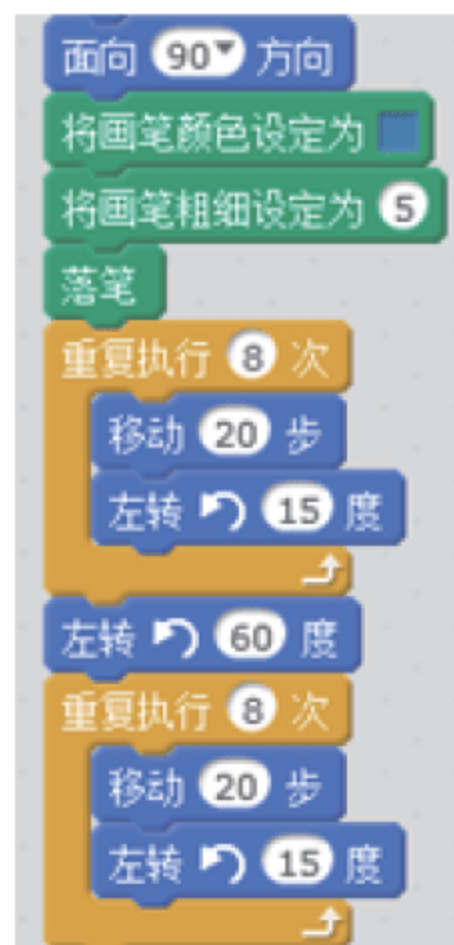 面向 90 方向
将画笔颜色设定为
将画笔粗细设定为 5
落笔
重复执行 8 次
移动 20 步
左转 15 度
左转 60 度
重复执行 8 次
移动 20 步
左转 15 度